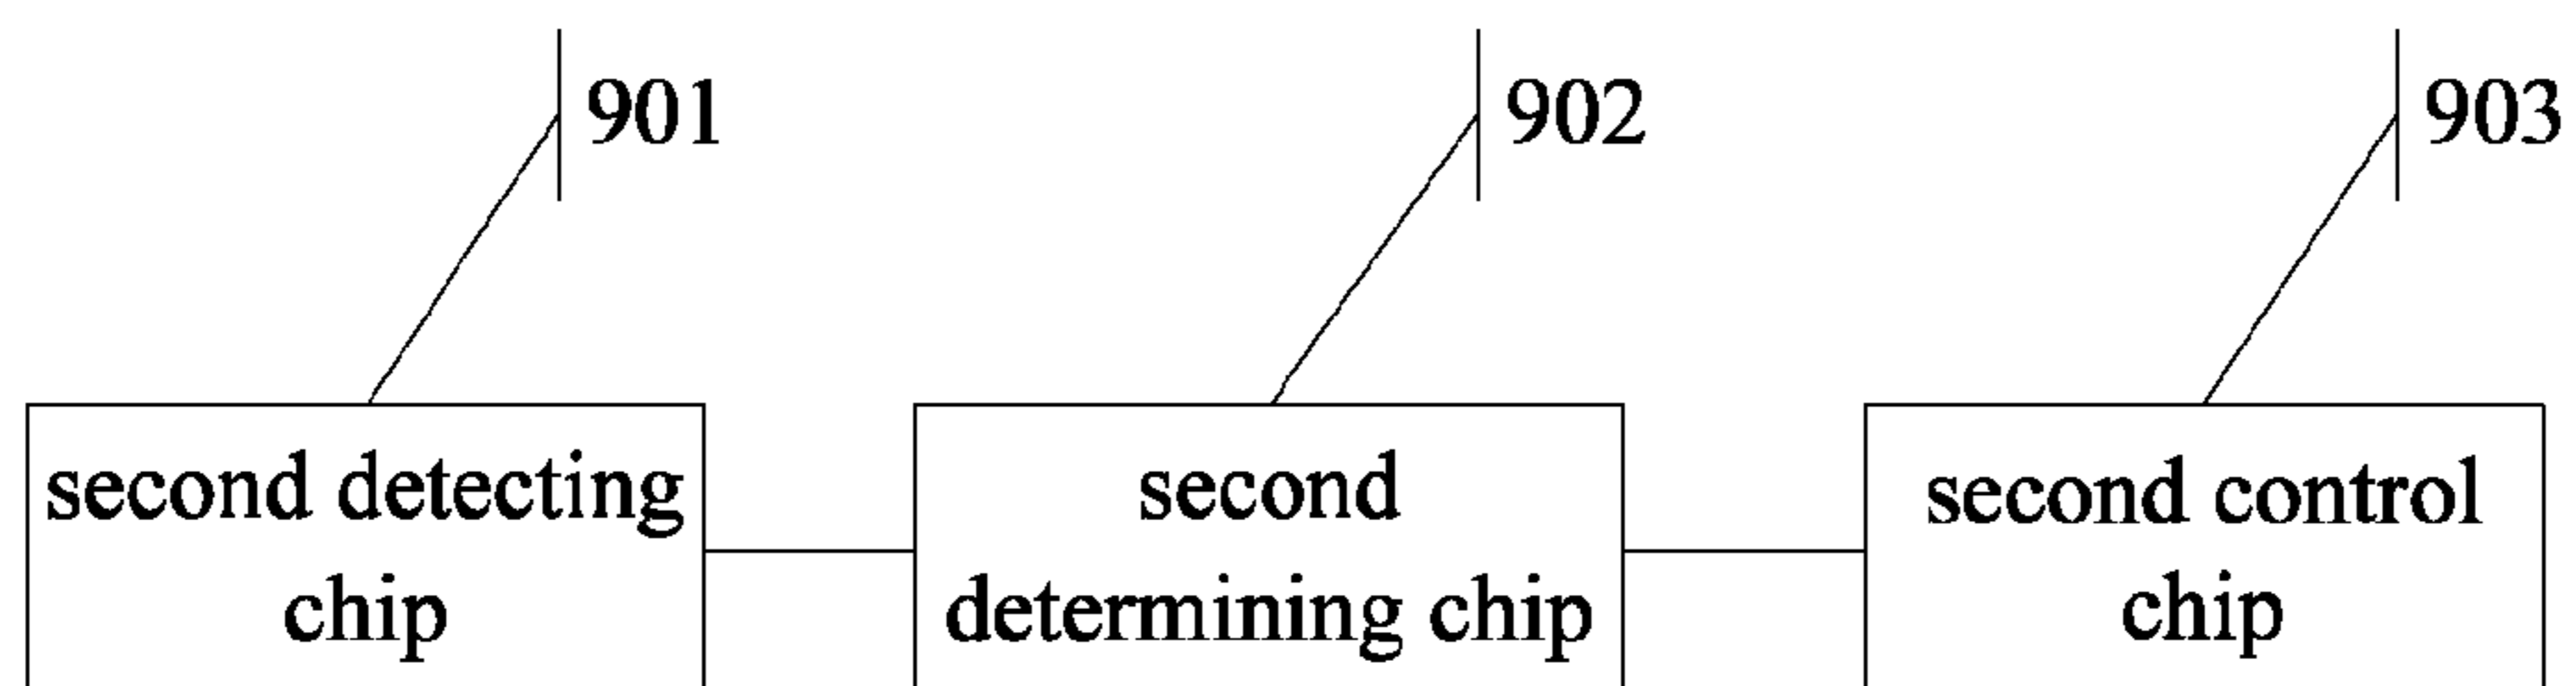 901
902
903
second detecting
chip
second
determining chip
second control
chip